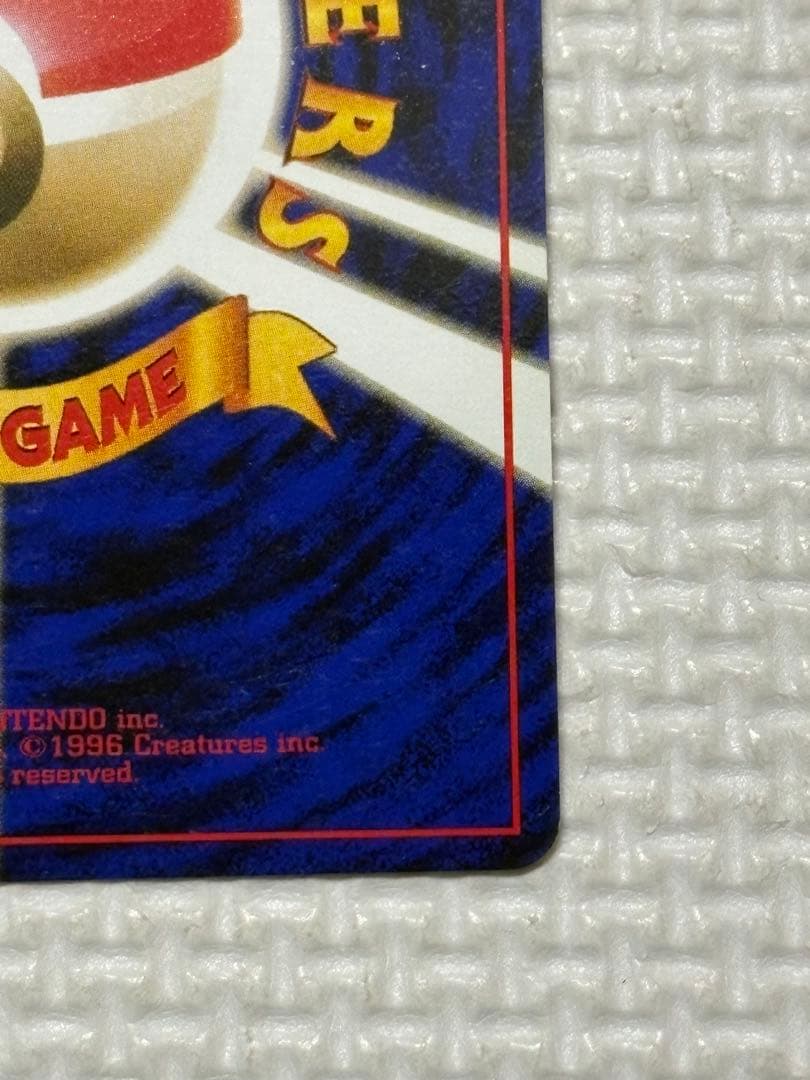 ERS
GAME
NTENDO inc.
©1996 Creatures inc.
reserved.